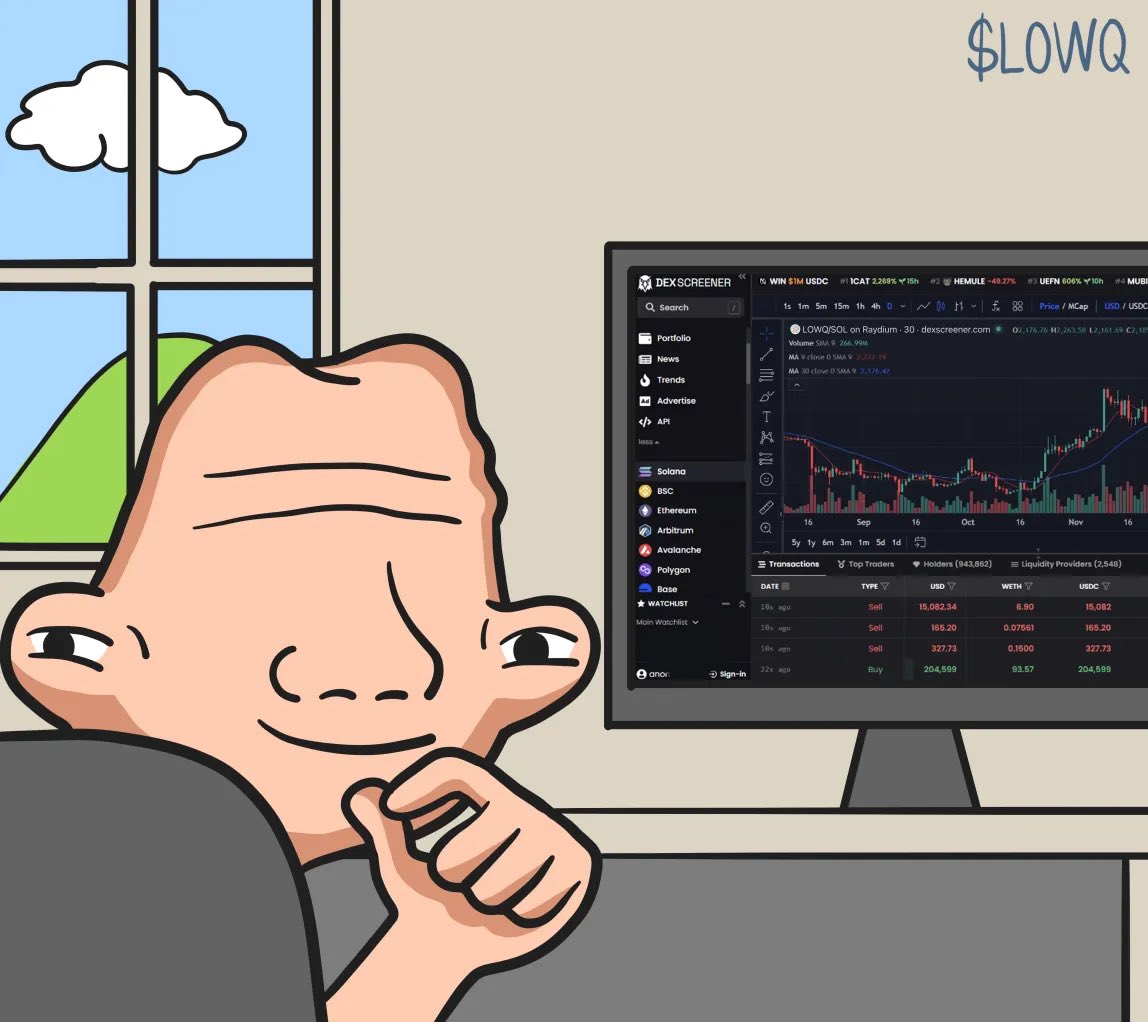 $LOWQ
DEXSCREENER
WIN $1M USDC #1 1CAT 2,269% 15h #2 HEMULE -49.27% #3 UEFN 606% 10h #4 MUBI
Search /
1s 1m 5m 15m 1h 4h D Price / MCap USD / USDC
LOWQ/SOL on Raydium · 30 · dexscreener.com O2,176.76 H2,263.58 L2,161.69
Volume SMA 9 266.99M
MA 9 close 0 SMA 9 2,222.19
MA 30 close 0 SMA 9 2,176.42
Portfolio
News
Trends
Ad Advertise
API
less
Solana
BSC
Ethereum
Arbitrum
Avalanche
Polygon
Base
WATCHLIST
Main Watchlist
Sign-in
16 Sep 16 Oct 16 Nov 16
5y 1y 6m 3m 1m 5d 1d
Transactions Top Traders Holders (943,862) Liquidity Providers (2,548)
DATE TYPE USD WETH USDC
10s ago Sell 15,082.34 6.90 15,082
10s ago Sell 165.20 0.07561 165.20
10s ago Sell 327.73 0.1500 327.73
22s ago Buy 204,599 93.57 204,599